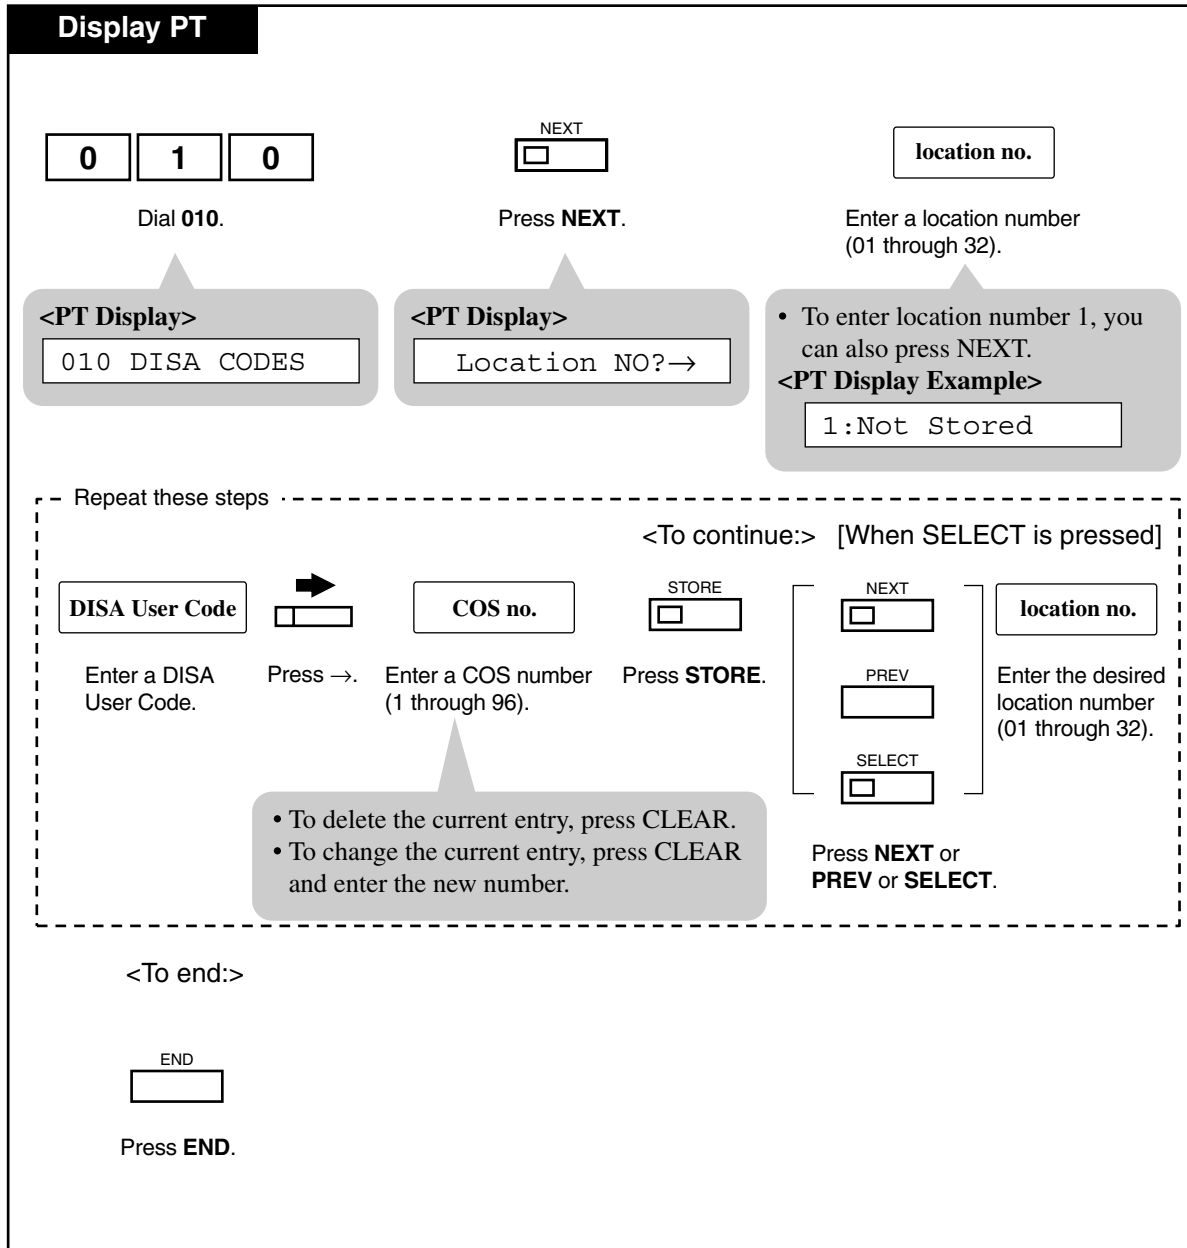 Display PT
0 1 0
Dial 010.
<PT Display>
010 DISA CODES
NEXT
Press NEXT.
<PT Display>
Location NO?→
location no.
Enter a location number
(01 through 32).
• To enter location number 1, you
can also press NEXT.
<PT Display Example>
1:Not Stored
Repeat these steps
<To continue:> [When SELECT is pressed]
DISA User Code
Enter a DISA
User Code.
Press →.
COS no.
Enter a COS number
(1 through 96).
• To delete the current entry, press CLEAR.
• To change the current entry, press CLEAR
and enter the new number.
STORE
Press STORE.
NEXT
PREV
SELECT
Press NEXT or
PREV or SELECT.
location no.
Enter the desired
location number
(01 through 32).
<To end:>
END
Press END.